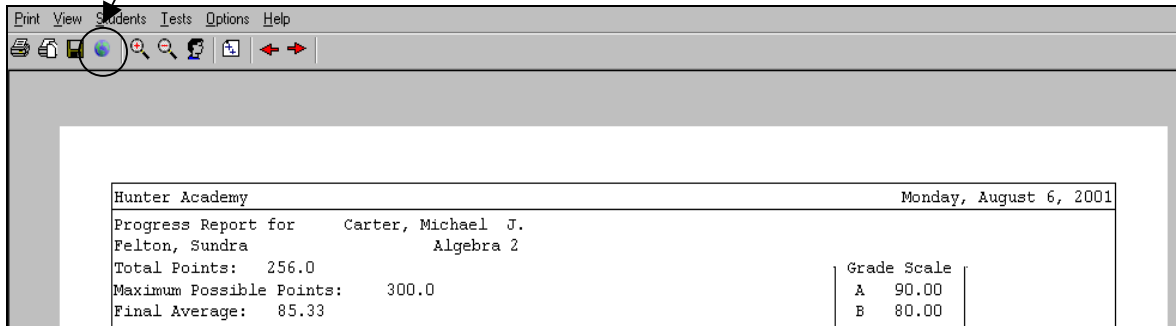 Print View Students Tests Options Help
Hunter Academy Monday, August 6, 2001
Progress Report for Carter, Michael J.
Felton, Sundra Algebra 2
Total Points: 256.0 Grade Scale
Maximum Possible Points: 300.0 A 90.00
Final Average: 85.33 B 80.00